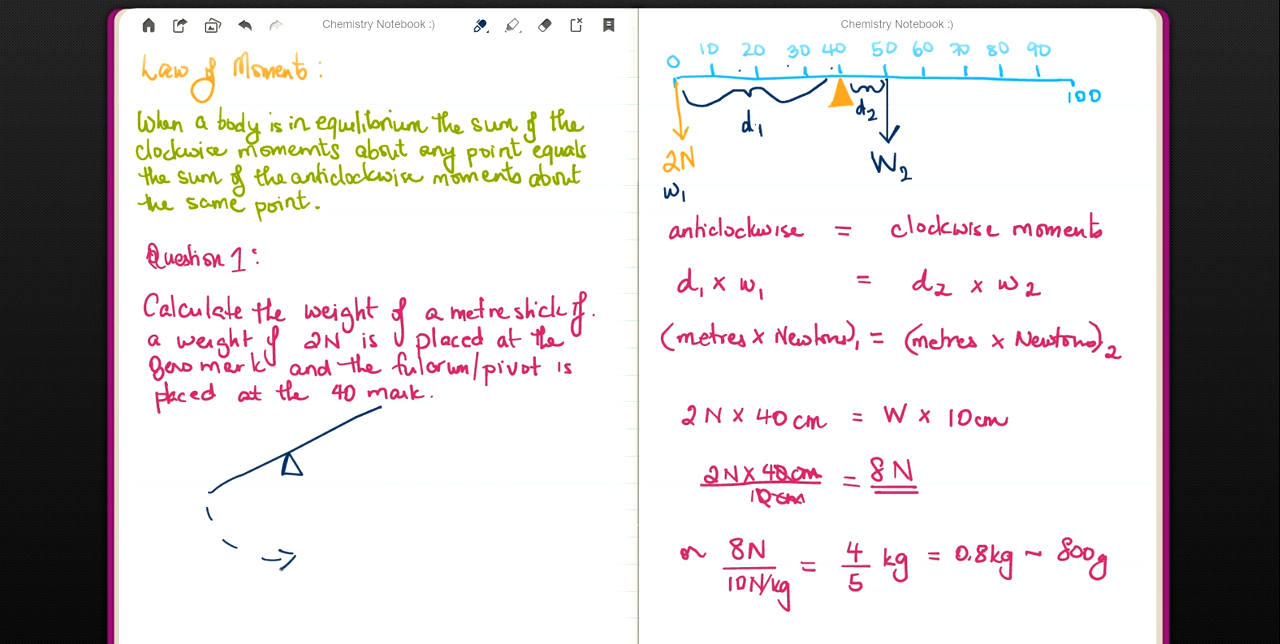 Chemistry Notebook :)
Law of Moments:
When a body is in equilibrium the sum of the
clockwise moments about any point equals
the sum of the anticlockwise moments about
the same point.
Question 1:
Calculate the weight of a metre stick if.
a weight of 2N is placed at the
zero mark and the fulcrum/pivot is
placed at the 40 mark.
Chemistry Notebook :)
0 10 20 30 40 50 60 70 80 90
100
d₁ d₂
2N W₂
W₁
anticlockwise = clockwise moments
d₁ × w₁ = d₂ × w₂
(metres × Newtons)₁ = (metres × Newtons)₂
2N × 40cm = W × 10cm
2N × 40cm / 10cm = 8N
8N / 10N/kg = 4/5 kg = 0.8kg ~ 800g